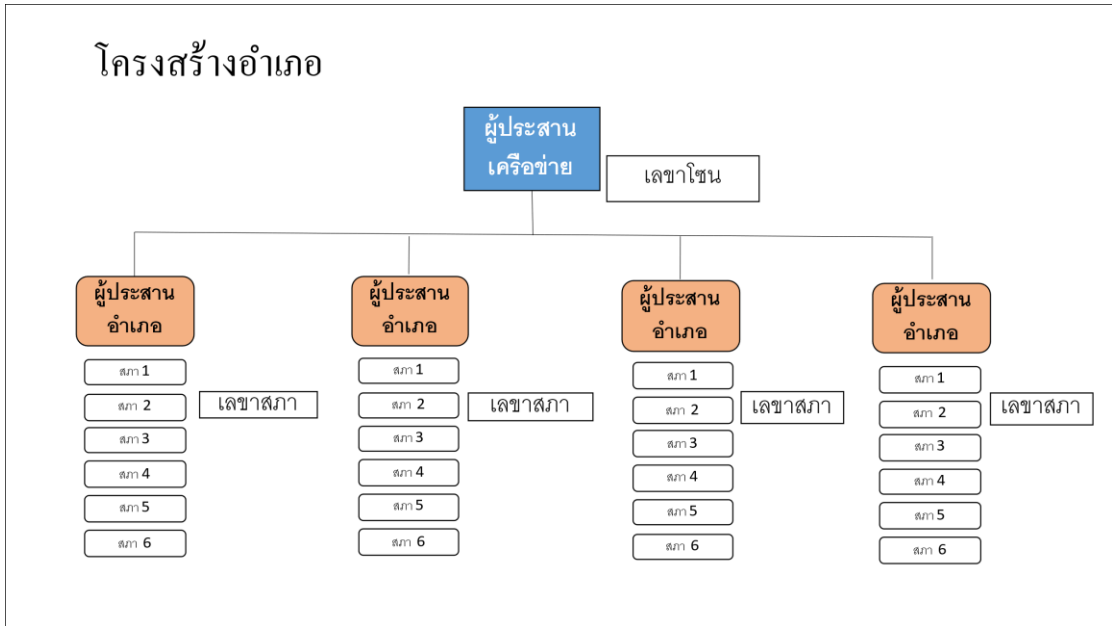 โครงสร้างอำเภอ
ผู้ประสาน
เครือข่าย
เลขาโซน
ผู้ประสาน
อำเภอ
สภา 1
สภา 2
สภา 3
สภา 4
สภา 5
สภา 6
เลขาสภา
ผู้ประสาน
อำเภอ
สภา 1
สภา 2
สภา 3
สภา 4
สภา 5
สภา 6
เลขาสภา
ผู้ประสาน
อำเภอ
สภา 1
สภา 2
สภา 3
สภา 4
สภา 5
สภา 6
เลขาสภา
ผู้ประสาน
อำเภอ
สภา 1
สภา 2
สภา 3
สภา 4
สภา 5
สภา 6
เลขาสภา